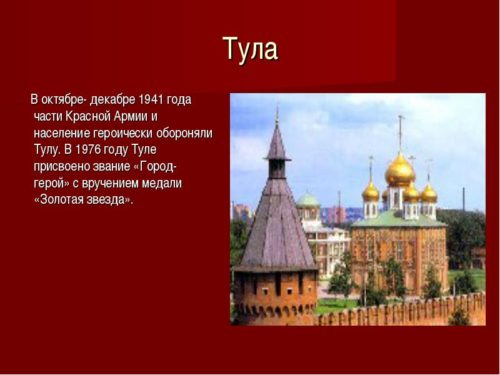 Тула
В октябре- декабре 1941 года
части Красной Армии и
население героически обороняли
Тулу. В 1976 году Туле
присвоено звание «Город-
герой» с вручением медали
«Золотая звезда».